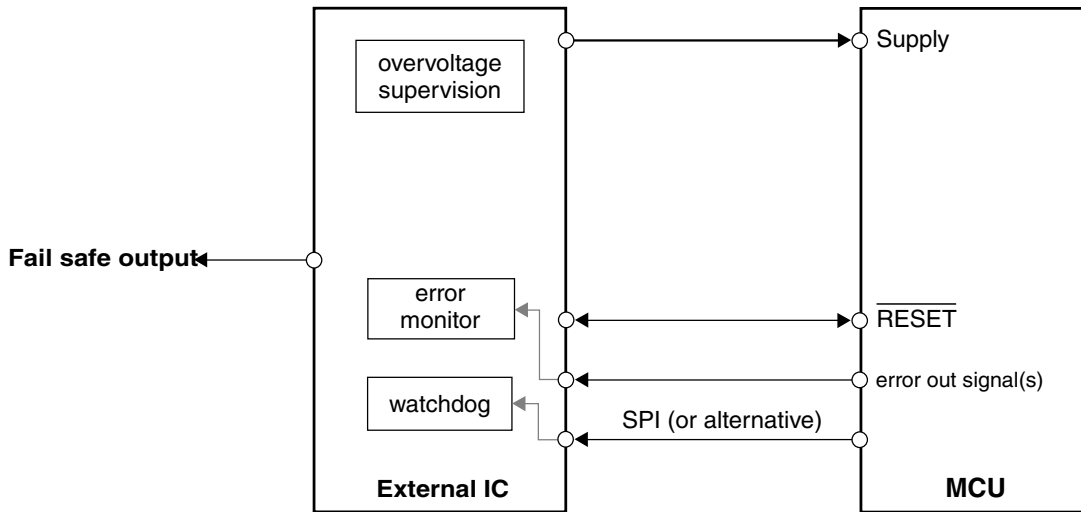 overvoltage
supervision
Supply
Fail safe output
error
monitor
RESET
error out signal(s)
watchdog
SPI (or alternative)
External IC
MCU